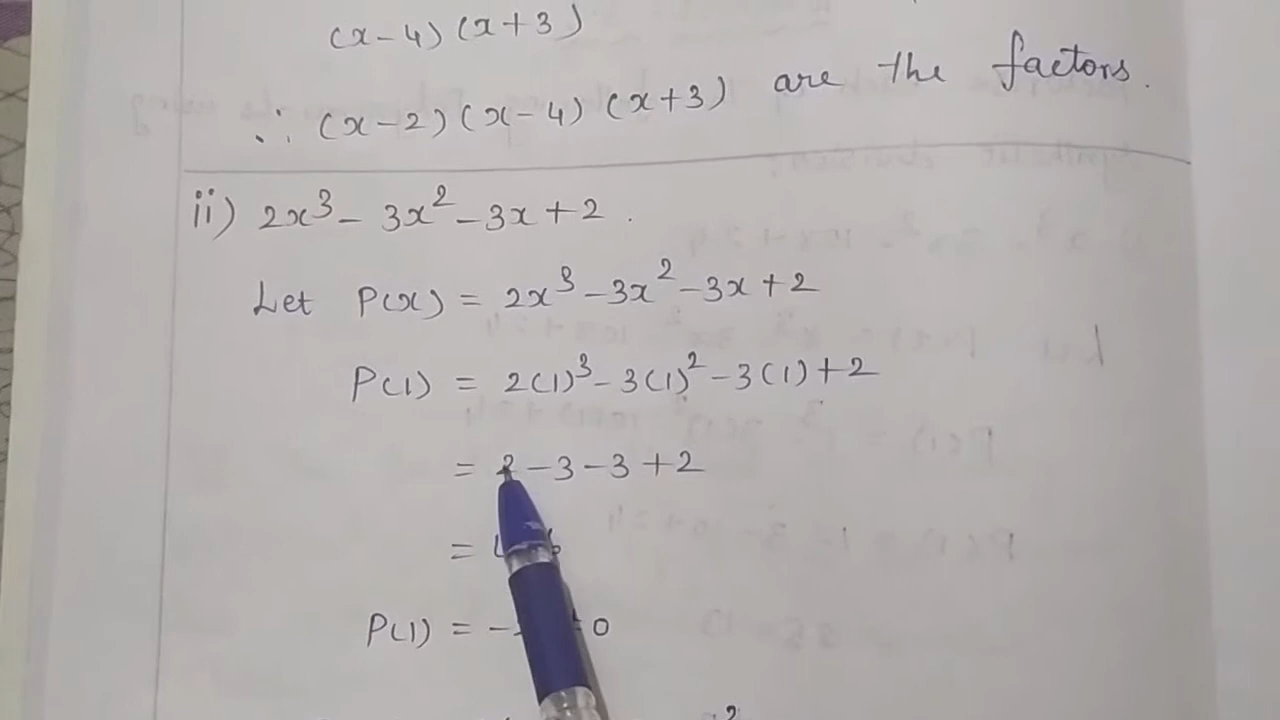 (x-4) (x+3)
∴ (x-2) (x-4) (x+3) are the factors.
ii) 2x³ - 3x² - 3x + 2 .
Let P(x) = 2x³ - 3x² - 3x + 2
P(1) = 2(1)³ - 3(1)² - 3(1) + 2
= 2 - 3 - 3 + 2
=
P(1) = - 0